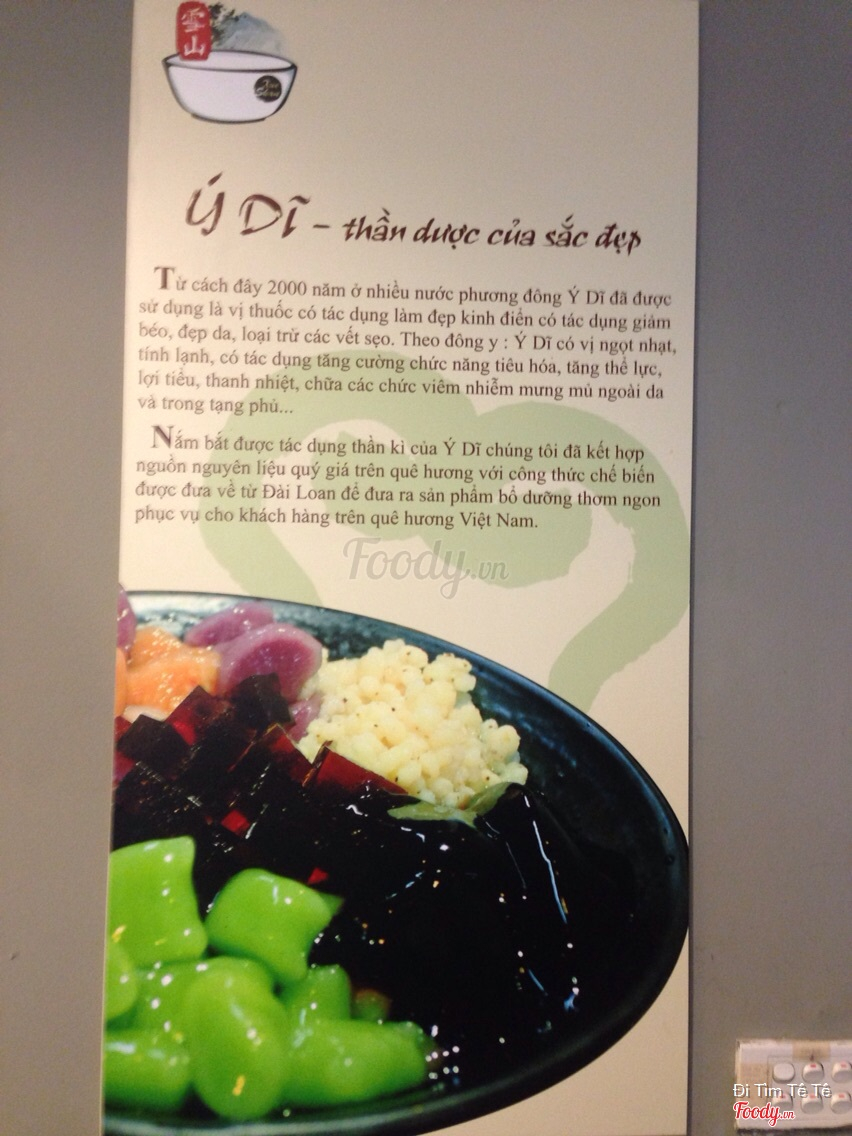 雪山
Ý Dĩ - thần dược của sắc đẹp
Từ cách đây 2000 năm ở nhiều nước phương đông Ý Dĩ đã được
sử dụng là vị thuốc có tác dụng làm đẹp kinh điển có tác dụng giảm
béo, đẹp da, loại trừ các vết sẹo. Theo đông y : Ý Dĩ có vị ngọt nhạt,
tính lạnh, có tác dụng tăng cường chức năng tiêu hóa, tăng thể lực,
lợi tiểu, thanh nhiệt, chữa các chức viêm nhiễm mưng mủ ngoài da
và trong tạng phủ...
Nắm bắt được tác dụng thần kì của Ý Dĩ chúng tôi đã kết hợp
nguồn nguyên liệu quý giá trên quê hương với công thức chế biến
được đưa về từ Đài Loan để đưa ra sản phẩm bổ dưỡng thơm ngon
phục vụ cho khách hàng trên quê hương Việt Nam.
Foody.vn
Đi Tìm Tê Tê
Foody.vn